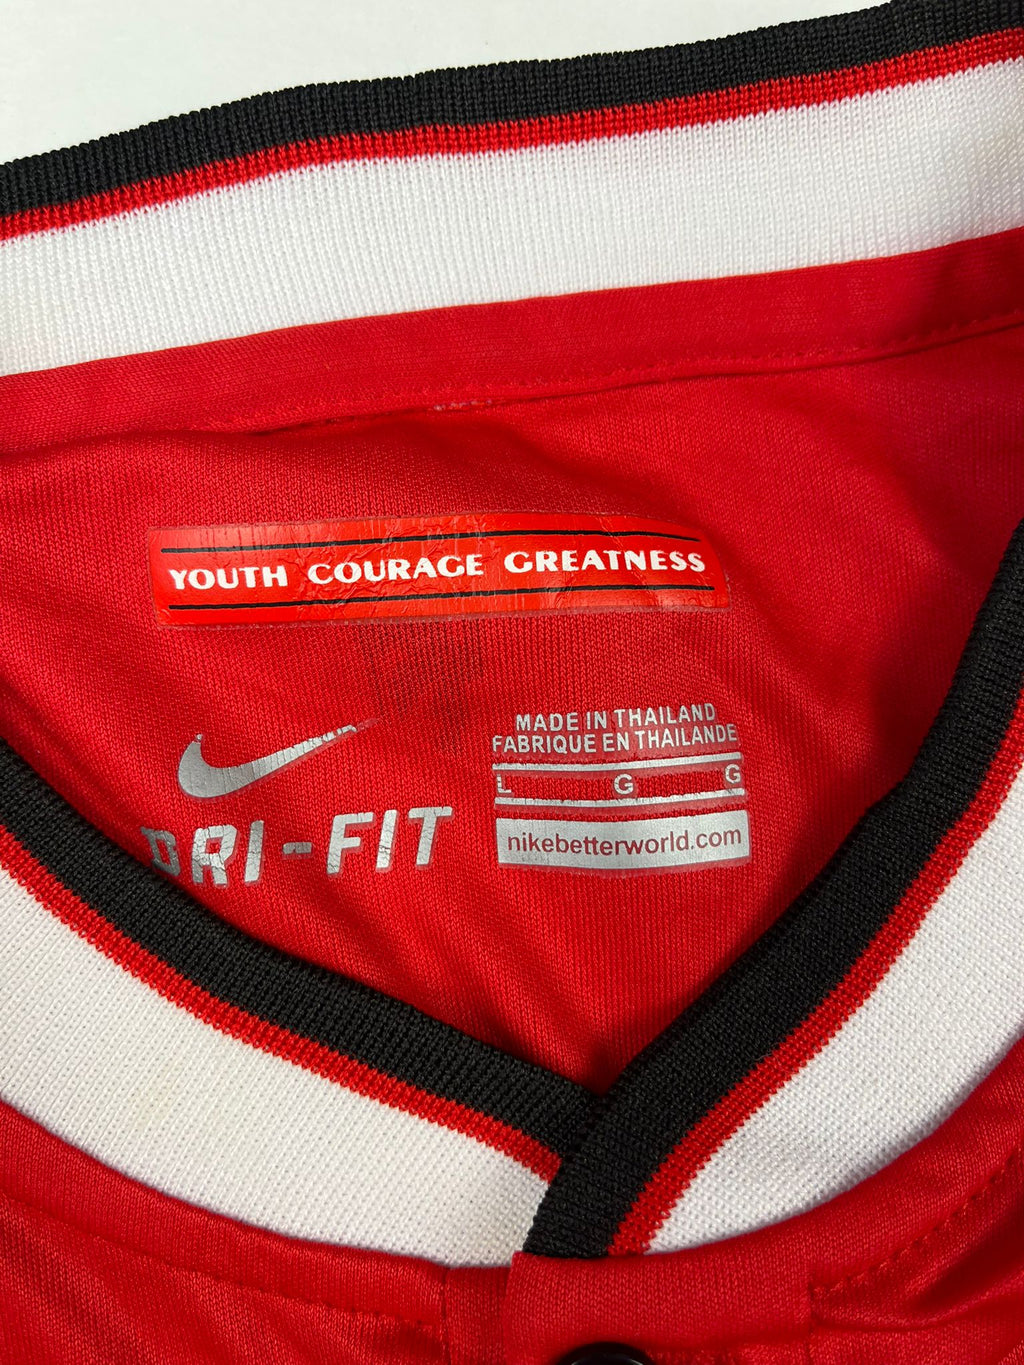 YOUTH COURAGE GREATNESS
MADE IN THAILAND
FABRIQUE EN THAILANDE
L G G
nikebetterworld.com
DRI-FIT